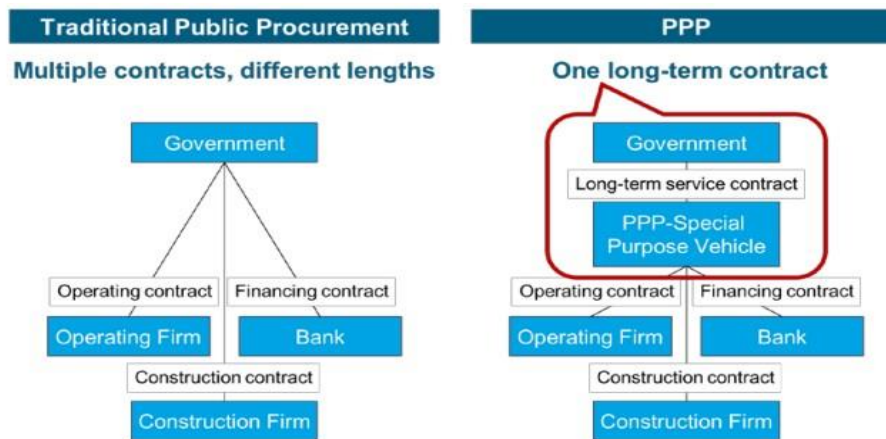 Traditional Public Procurement
Multiple contracts, different lengths
Government
Operating contract
Financing contract
Operating Firm
Bank
Construction contract
Construction Firm
PPP
One long-term contract
Government
Long-term service contract
PPP-Special
Purpose Vehicle
Operating contract
Financing contract
Operating Firm
Bank
Construction contract
Construction Firm